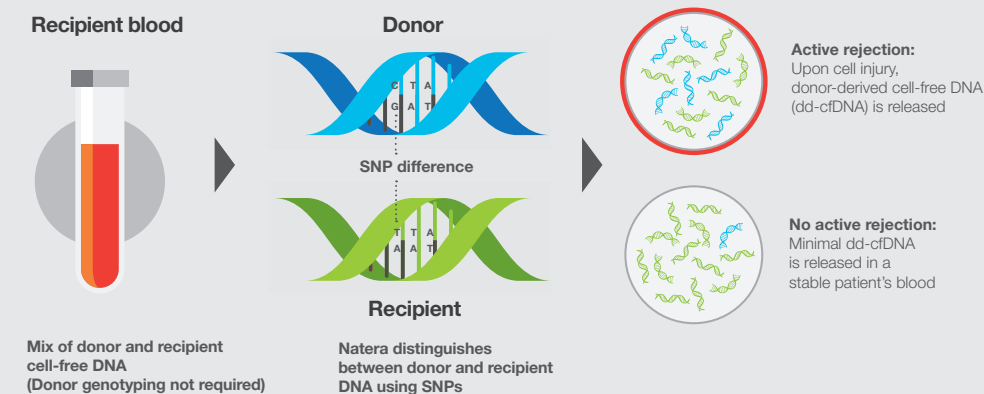 Recipient blood
Mix of donor and recipient
cell-free DNA
(Donor genotyping not required)
Donor
C T A
G A T
SNP difference
T T A
A A T
Recipient
Natera distinguishes
between donor and recipient
DNA using SNPs
Active rejection:
Upon cell injury,
donor-derived cell-free DNA
(dd-cfDNA) is released
No active rejection:
Minimal dd-cfDNA
is released in a
stable patient's blood